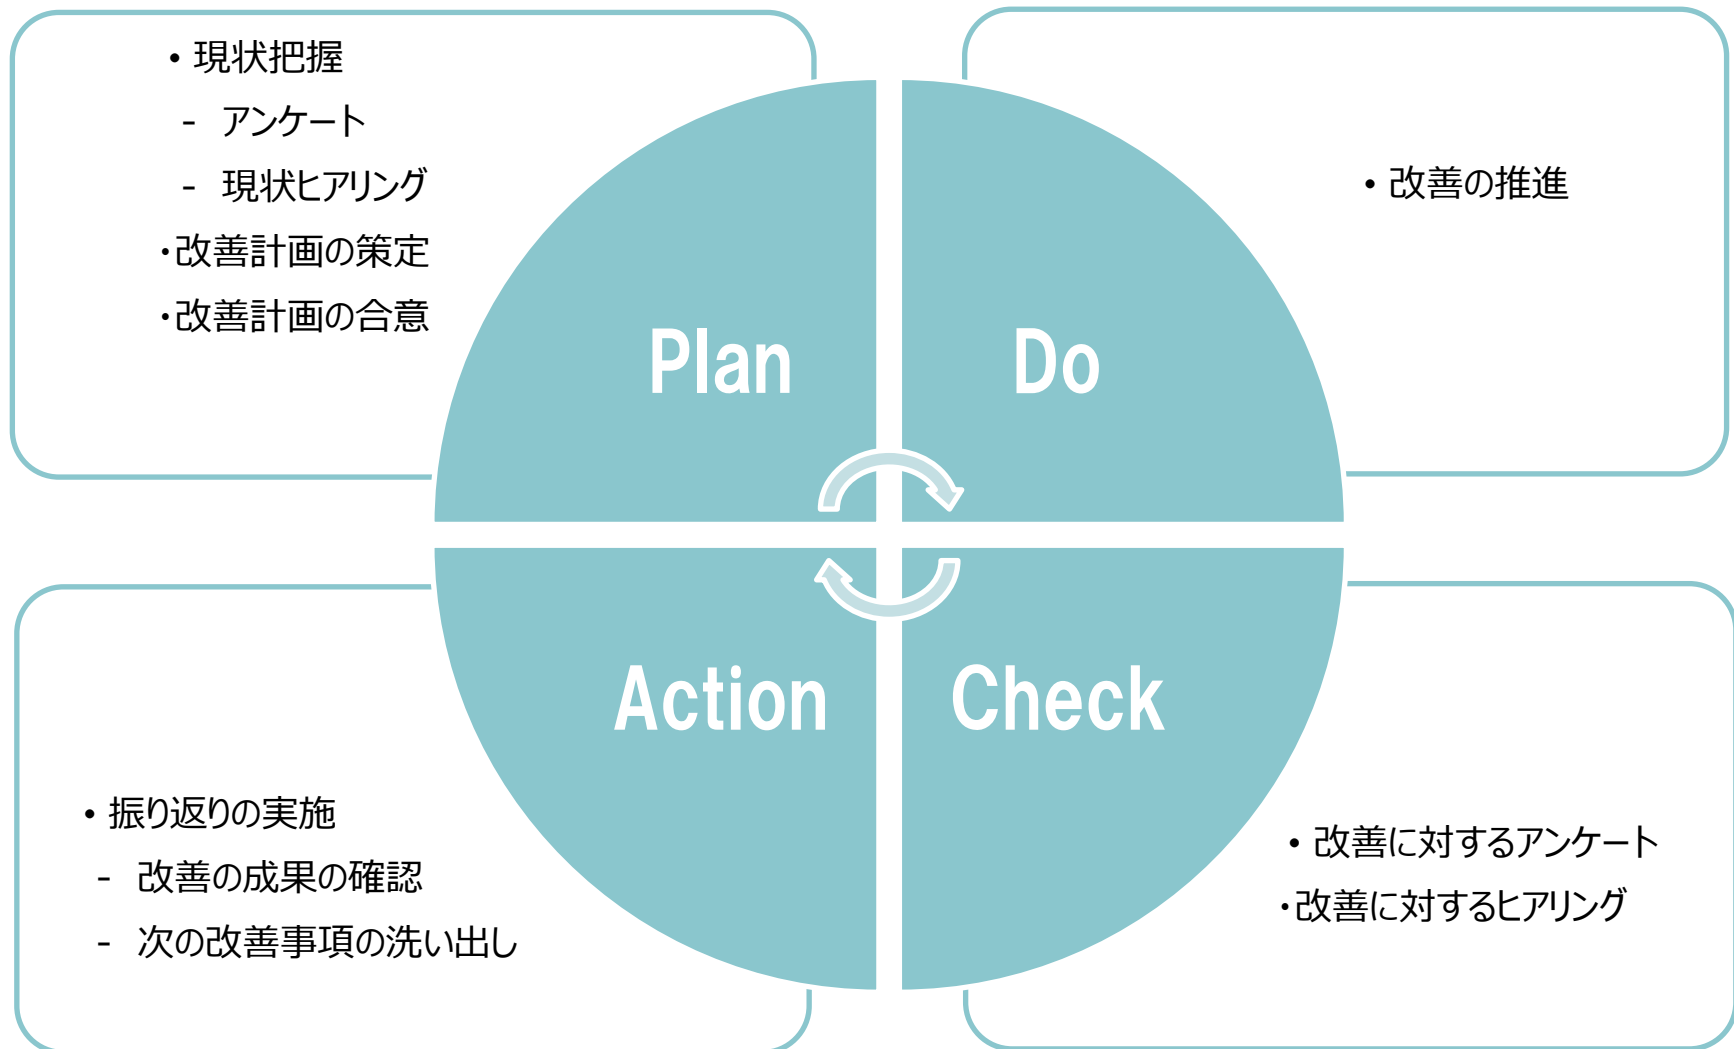 • 現状把握
- アンケート
- 現状ヒアリング
・改善計画の策定
・改善計画の合意
Plan
• 改善の推進
Do
• 振り返りの実施
- 改善の成果の確認
- 次の改善事項の洗い出し
Action
• 改善に対するアンケート
・改善に対するヒアリング
Check